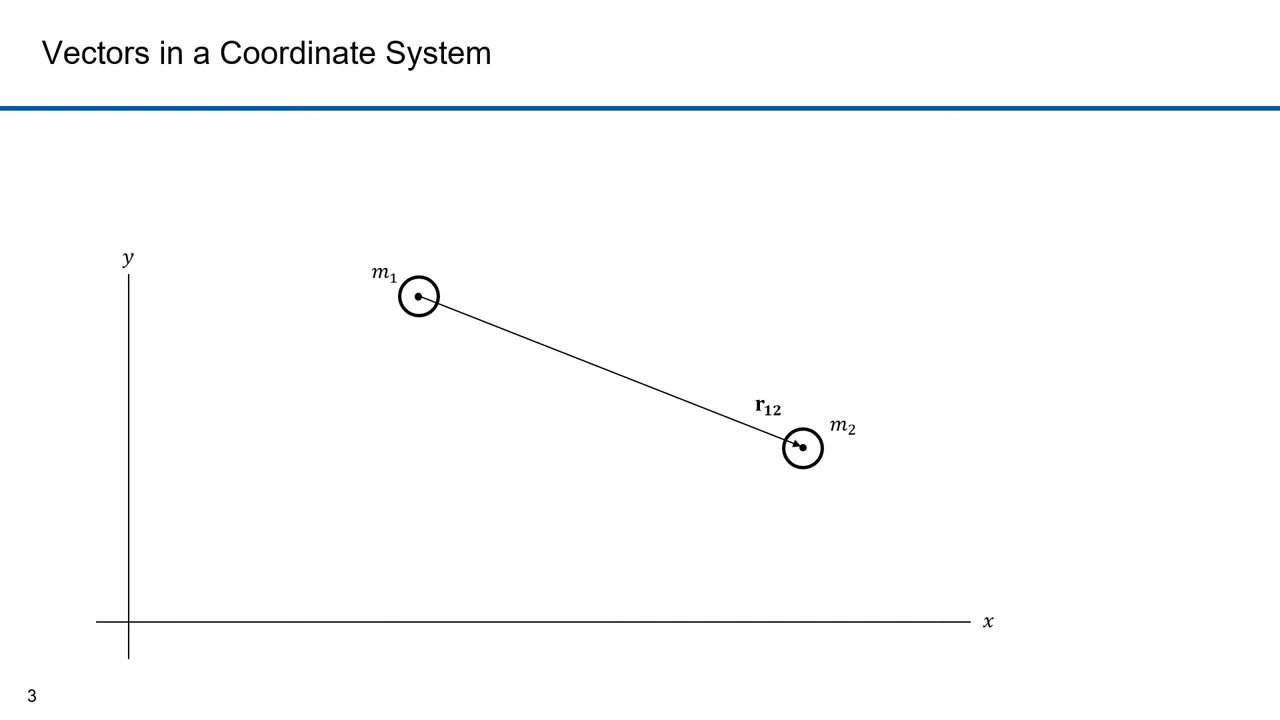 Vectors in a Coordinate System
y
m₁
r₁₂
m₂
x
3